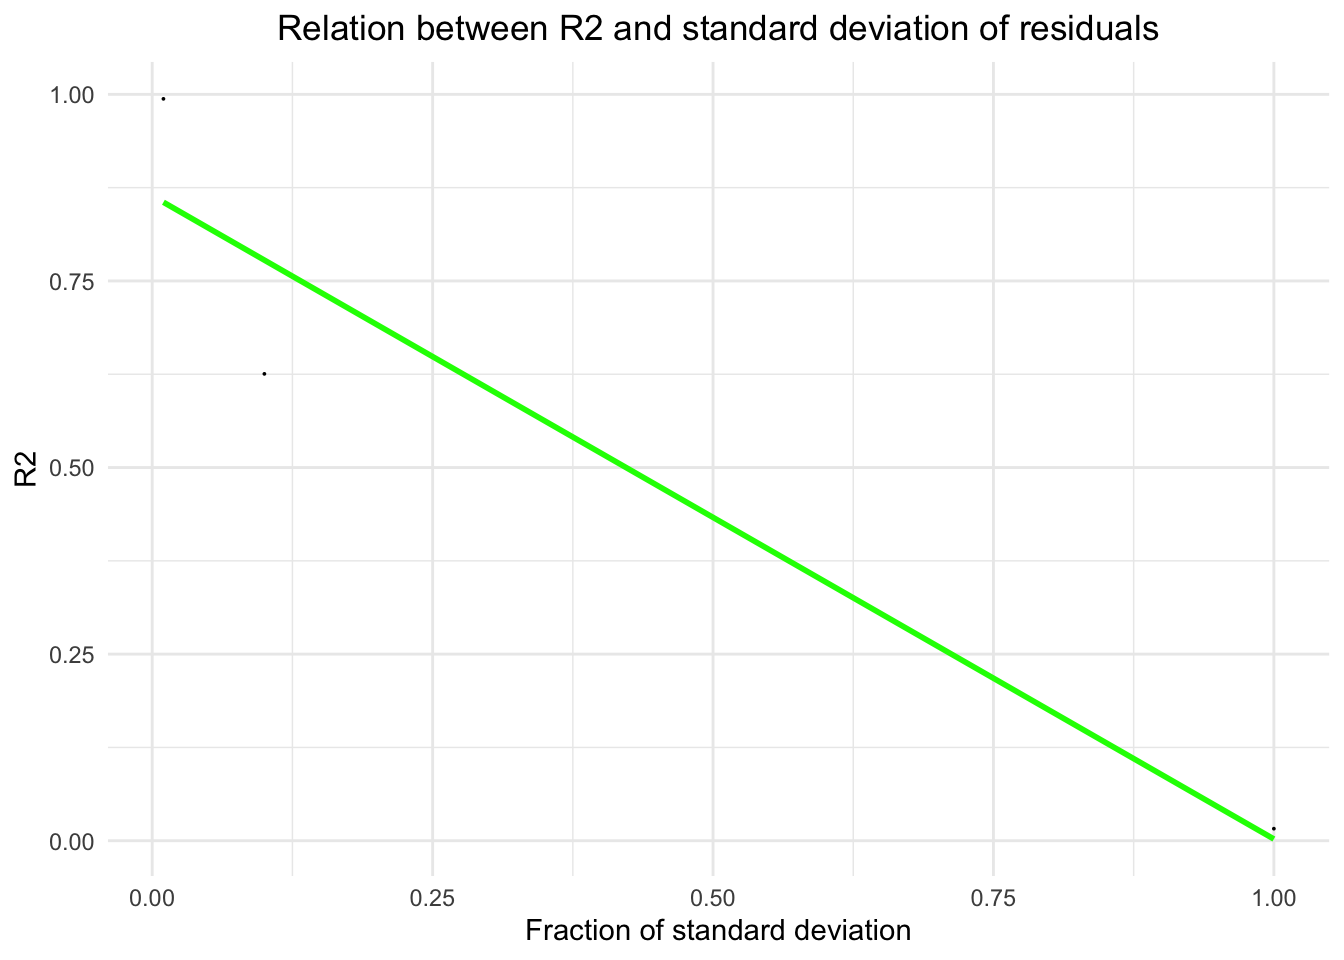 Relation between R2 and standard deviation of residuals
1.00
0.75
0.50
0.25
0.00
R2
0.00 0.25 0.50 0.75 1.00
Fraction of standard deviation